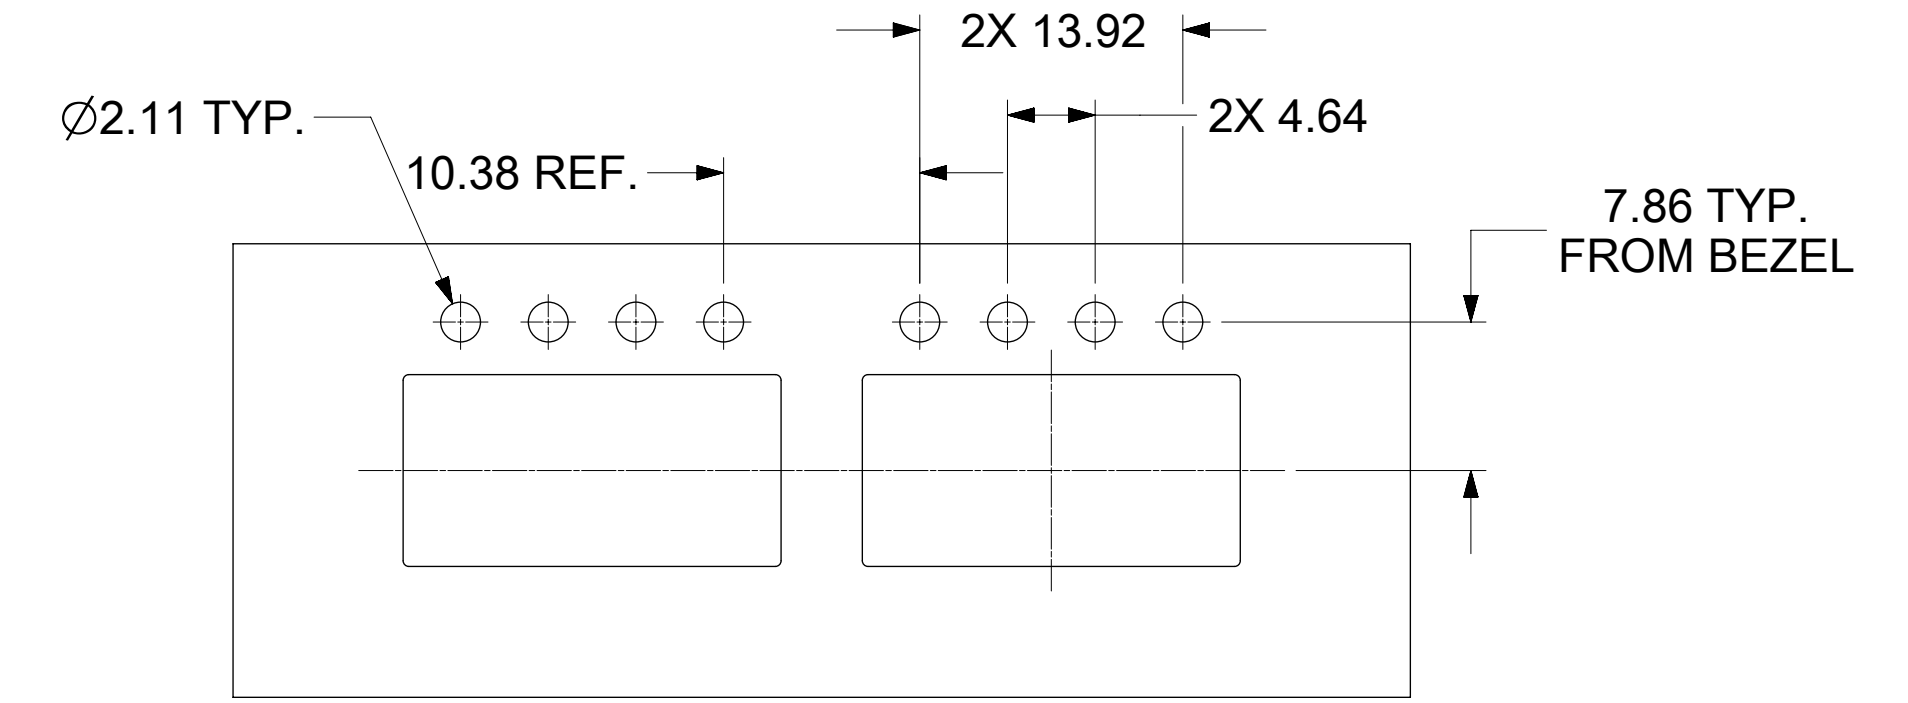 2X 13.92
Ø2.11 TYP.
2X 4.64
10.38 REF.
7.86 TYP.
FROM BEZEL